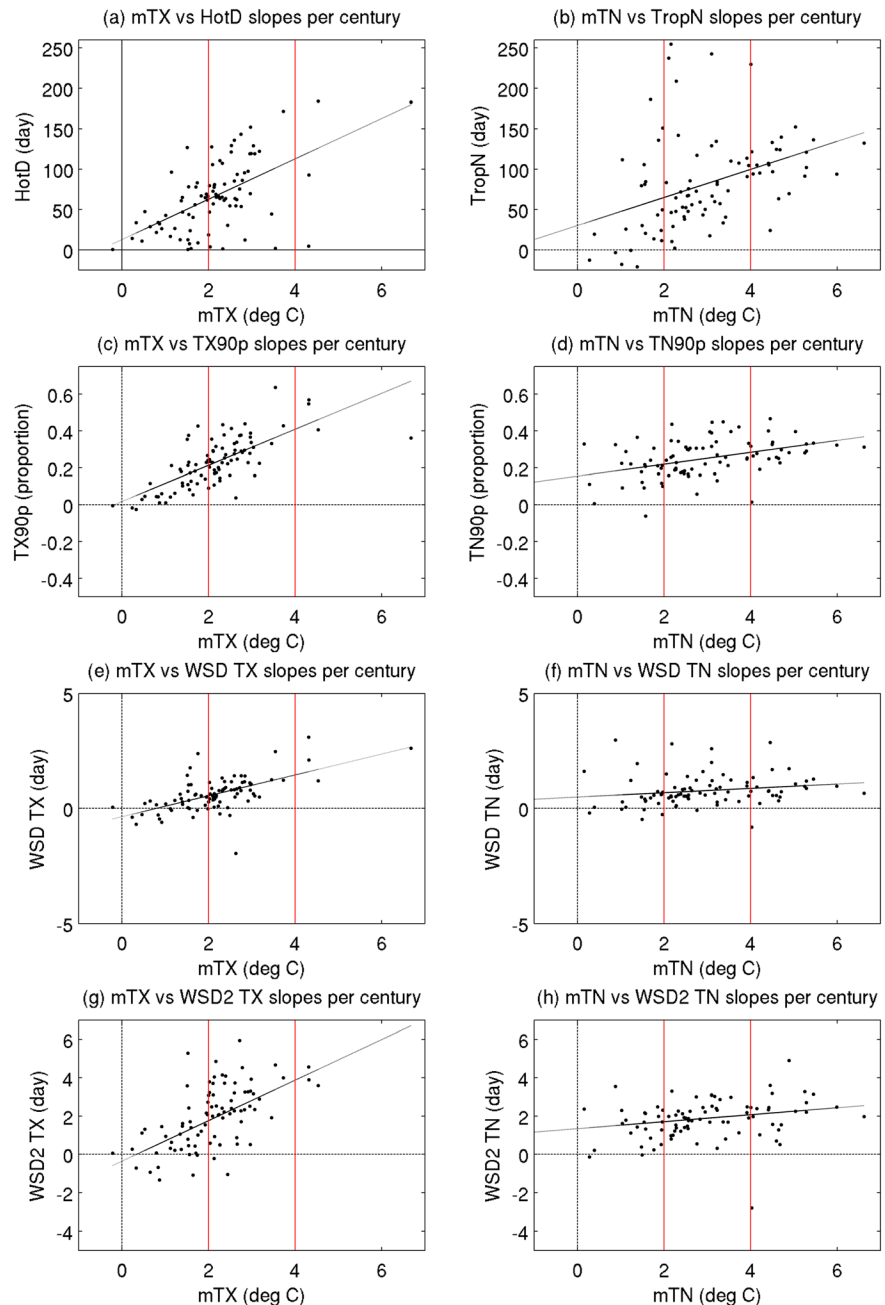 (a) mTX vs HotD slopes per century
250
200
150
100
50
0
HotD (day)
0 2 4 6
mTX (deg C)
(b) mTN vs TropN slopes per century
250
200
150
100
50
0
TropN (day)
0 2 4 6
mTN (deg C)
(c) mTX vs TX90p slopes per century
0.6
0.4
0.2
0
-0.2
-0.4
TX90p (proportion)
0 2 4 6
mTX (deg C)
(d) mTN vs TN90p slopes per century
0.6
0.4
0.2
0
-0.2
-0.4
TN90p (proportion)
0 2 4 6
mTN (deg C)
(e) mTX vs WSD TX slopes per century
5
0
-5
WSD TX (day)
0 2 4 6
mTX (deg C)
(f) mTN vs WSD TN slopes per century
5
0
-5
WSD TN (day)
0 2 4 6
mTN (deg C)
(g) mTX vs WSD2 TX slopes per century
6
4
2
0
-2
-4
WSD2 TX (day)
0 2 4 6
mTX (deg C)
(h) mTN vs WSD2 TN slopes per century
6
4
2
0
-2
-4
WSD2 TN (day)
0 2 4 6
mTN (deg C)